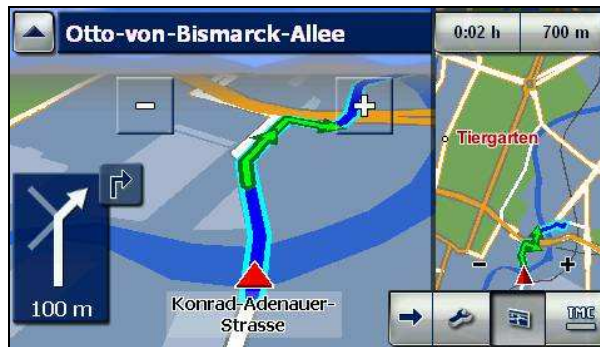 Otto-von-Bismarck-Allee
0:02 h
700 m
Tiergarten
100 m
Konrad-Adenauer-
Strasse
TMC